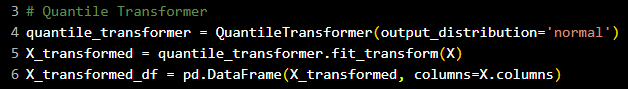 3 # Quantile Transformer
4 quantile_transformer = QuantileTransformer(output_distribution='normal')
5 X_transformed = quantile_transformer.fit_transform(X)
6 X_transformed_df = pd.DataFrame(X_transformed, columns=X.columns)